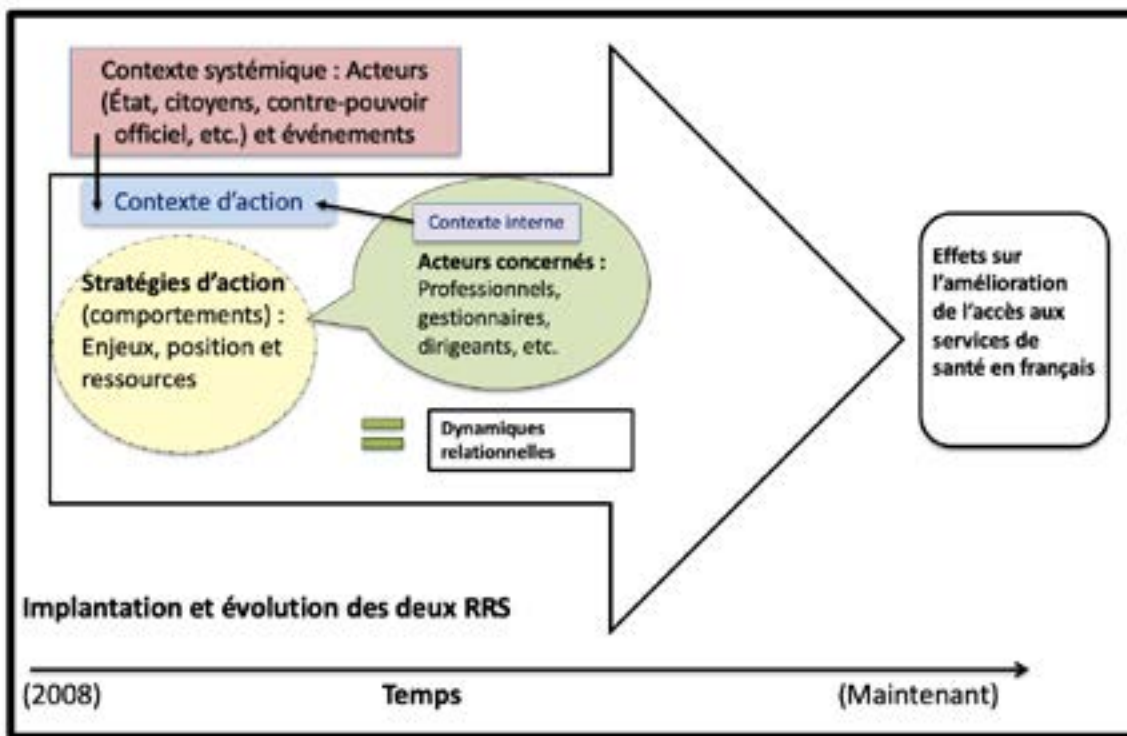 Contexte systémique : Acteurs
(État, citoyens, contre-pouvoir
officiel, etc.) et événements
Contexte d'action
Contexte interne
Acteurs concernés :
Professionnels,
gestionnaires,
dirigeants, etc.
Stratégies d'action
(comportements) :
Enjeux, position et
ressources
Dynamiques
relationnelles
Effets sur
l'amélioration
de l'accès aux
services de
santé en français
Implantation et évolution des deux RRS
(2008)
Temps
(Maintenant)